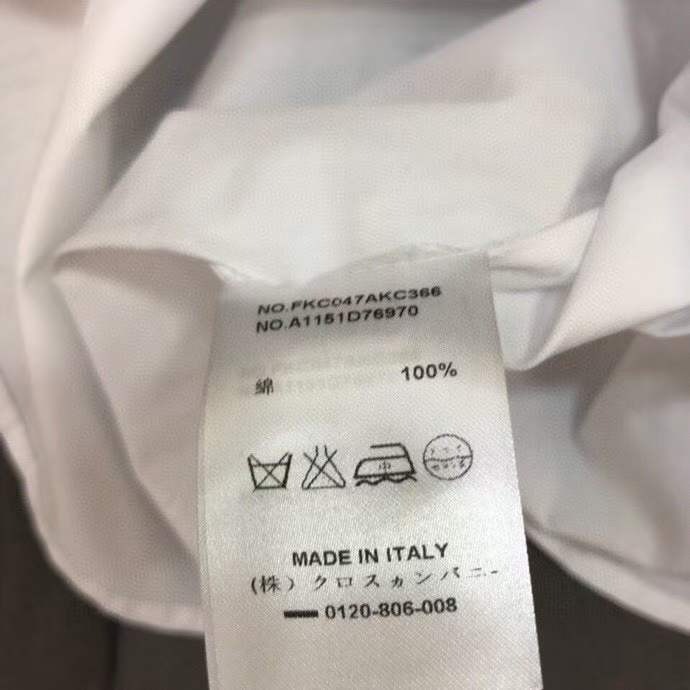 NO.FKC047AKC366
NO.A1151D76970
綿 100%
中
MADE IN ITALY
(株)クロスカンパニー
0120-806-008